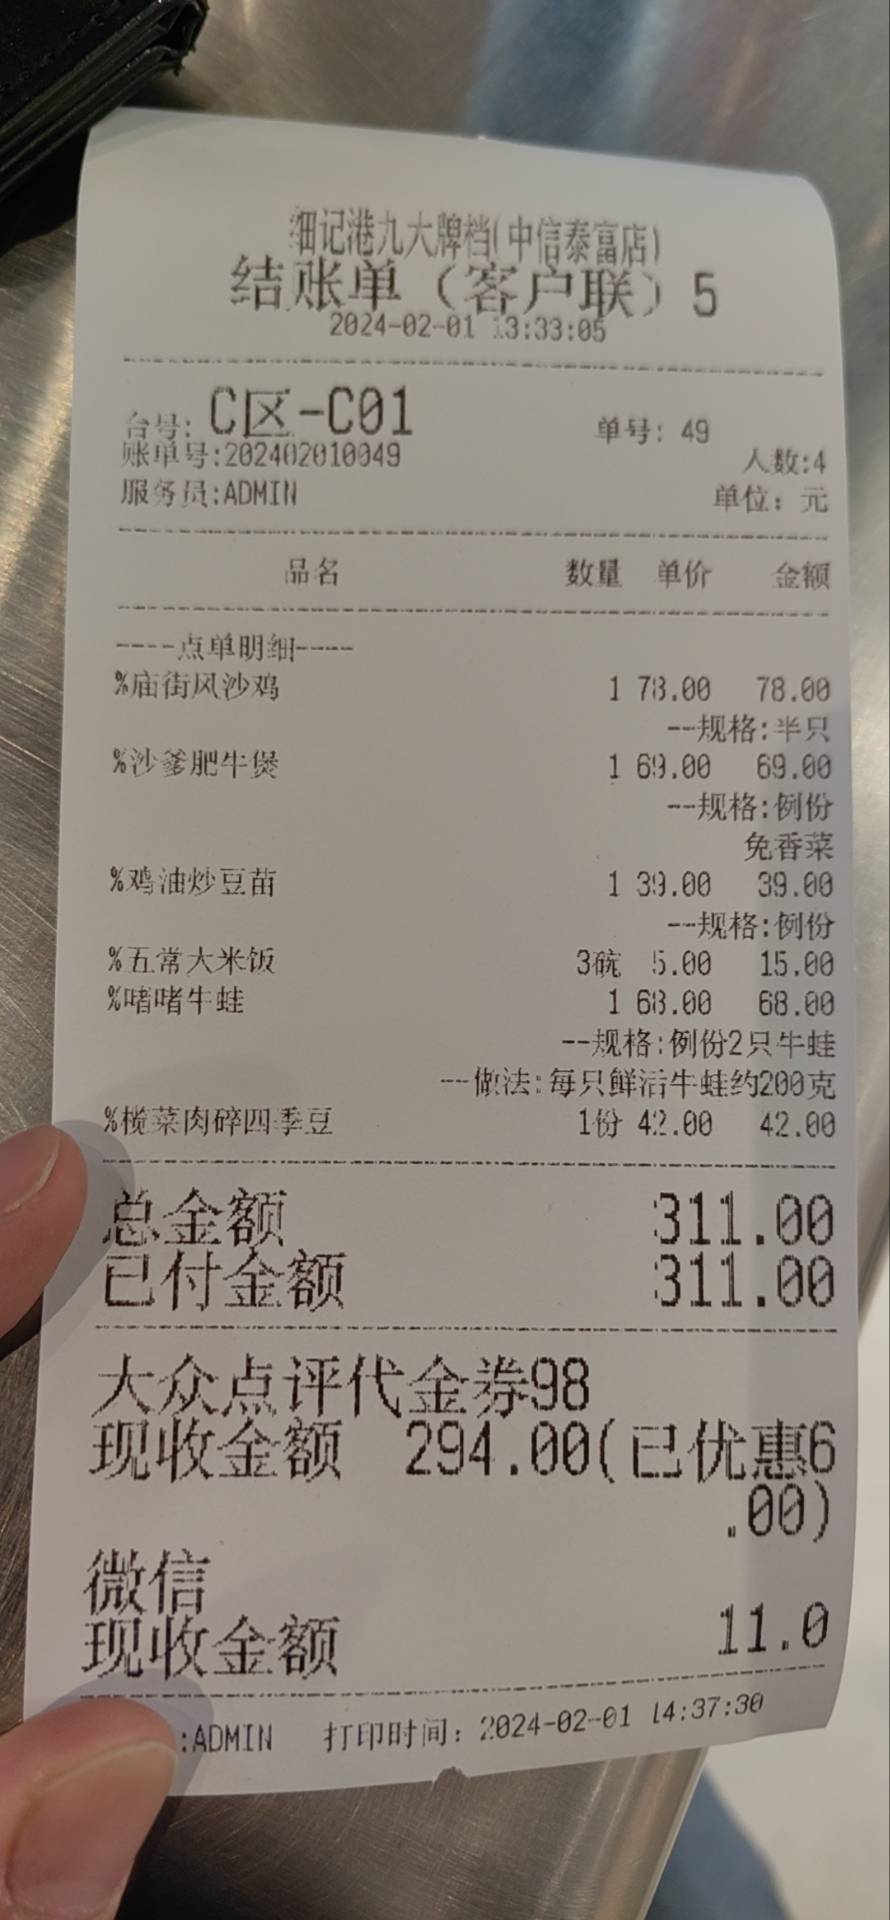 细记港九大牌档(中信泰富店)
结账单（客户联）5
2024-02-01 13:33:05
台号: C区-C01 单号: 49
账单号:202402010049
人数:4
服务员:ADMIN 单位: 元
品名 数量 单价 金额
----点单明细----
%庙街风沙鸡 1 78.00 78.00
--规格:半只
%沙爹肥牛煲 1 69.00 69.00
--规格:例份
免香菜
%鸡油炒豆苗 1 39.00 39.00
--规格:例份
%五常大米饭 3碗 5.00 15.00
%啫啫牛蛙 1 68.00 68.00
--规格:例份2只牛蛙
--做法:每只鲜活牛蛙约200克
%榄菜肉碎四季豆 1份 42.00 42.00
总金额 311.00
已付金额 311.00
大众点评代金券98
现收金额 294.00(已优惠6
.00)
微信
现收金额 11.0
:ADMIN 打印时间: 2024-02-01 14:37:30